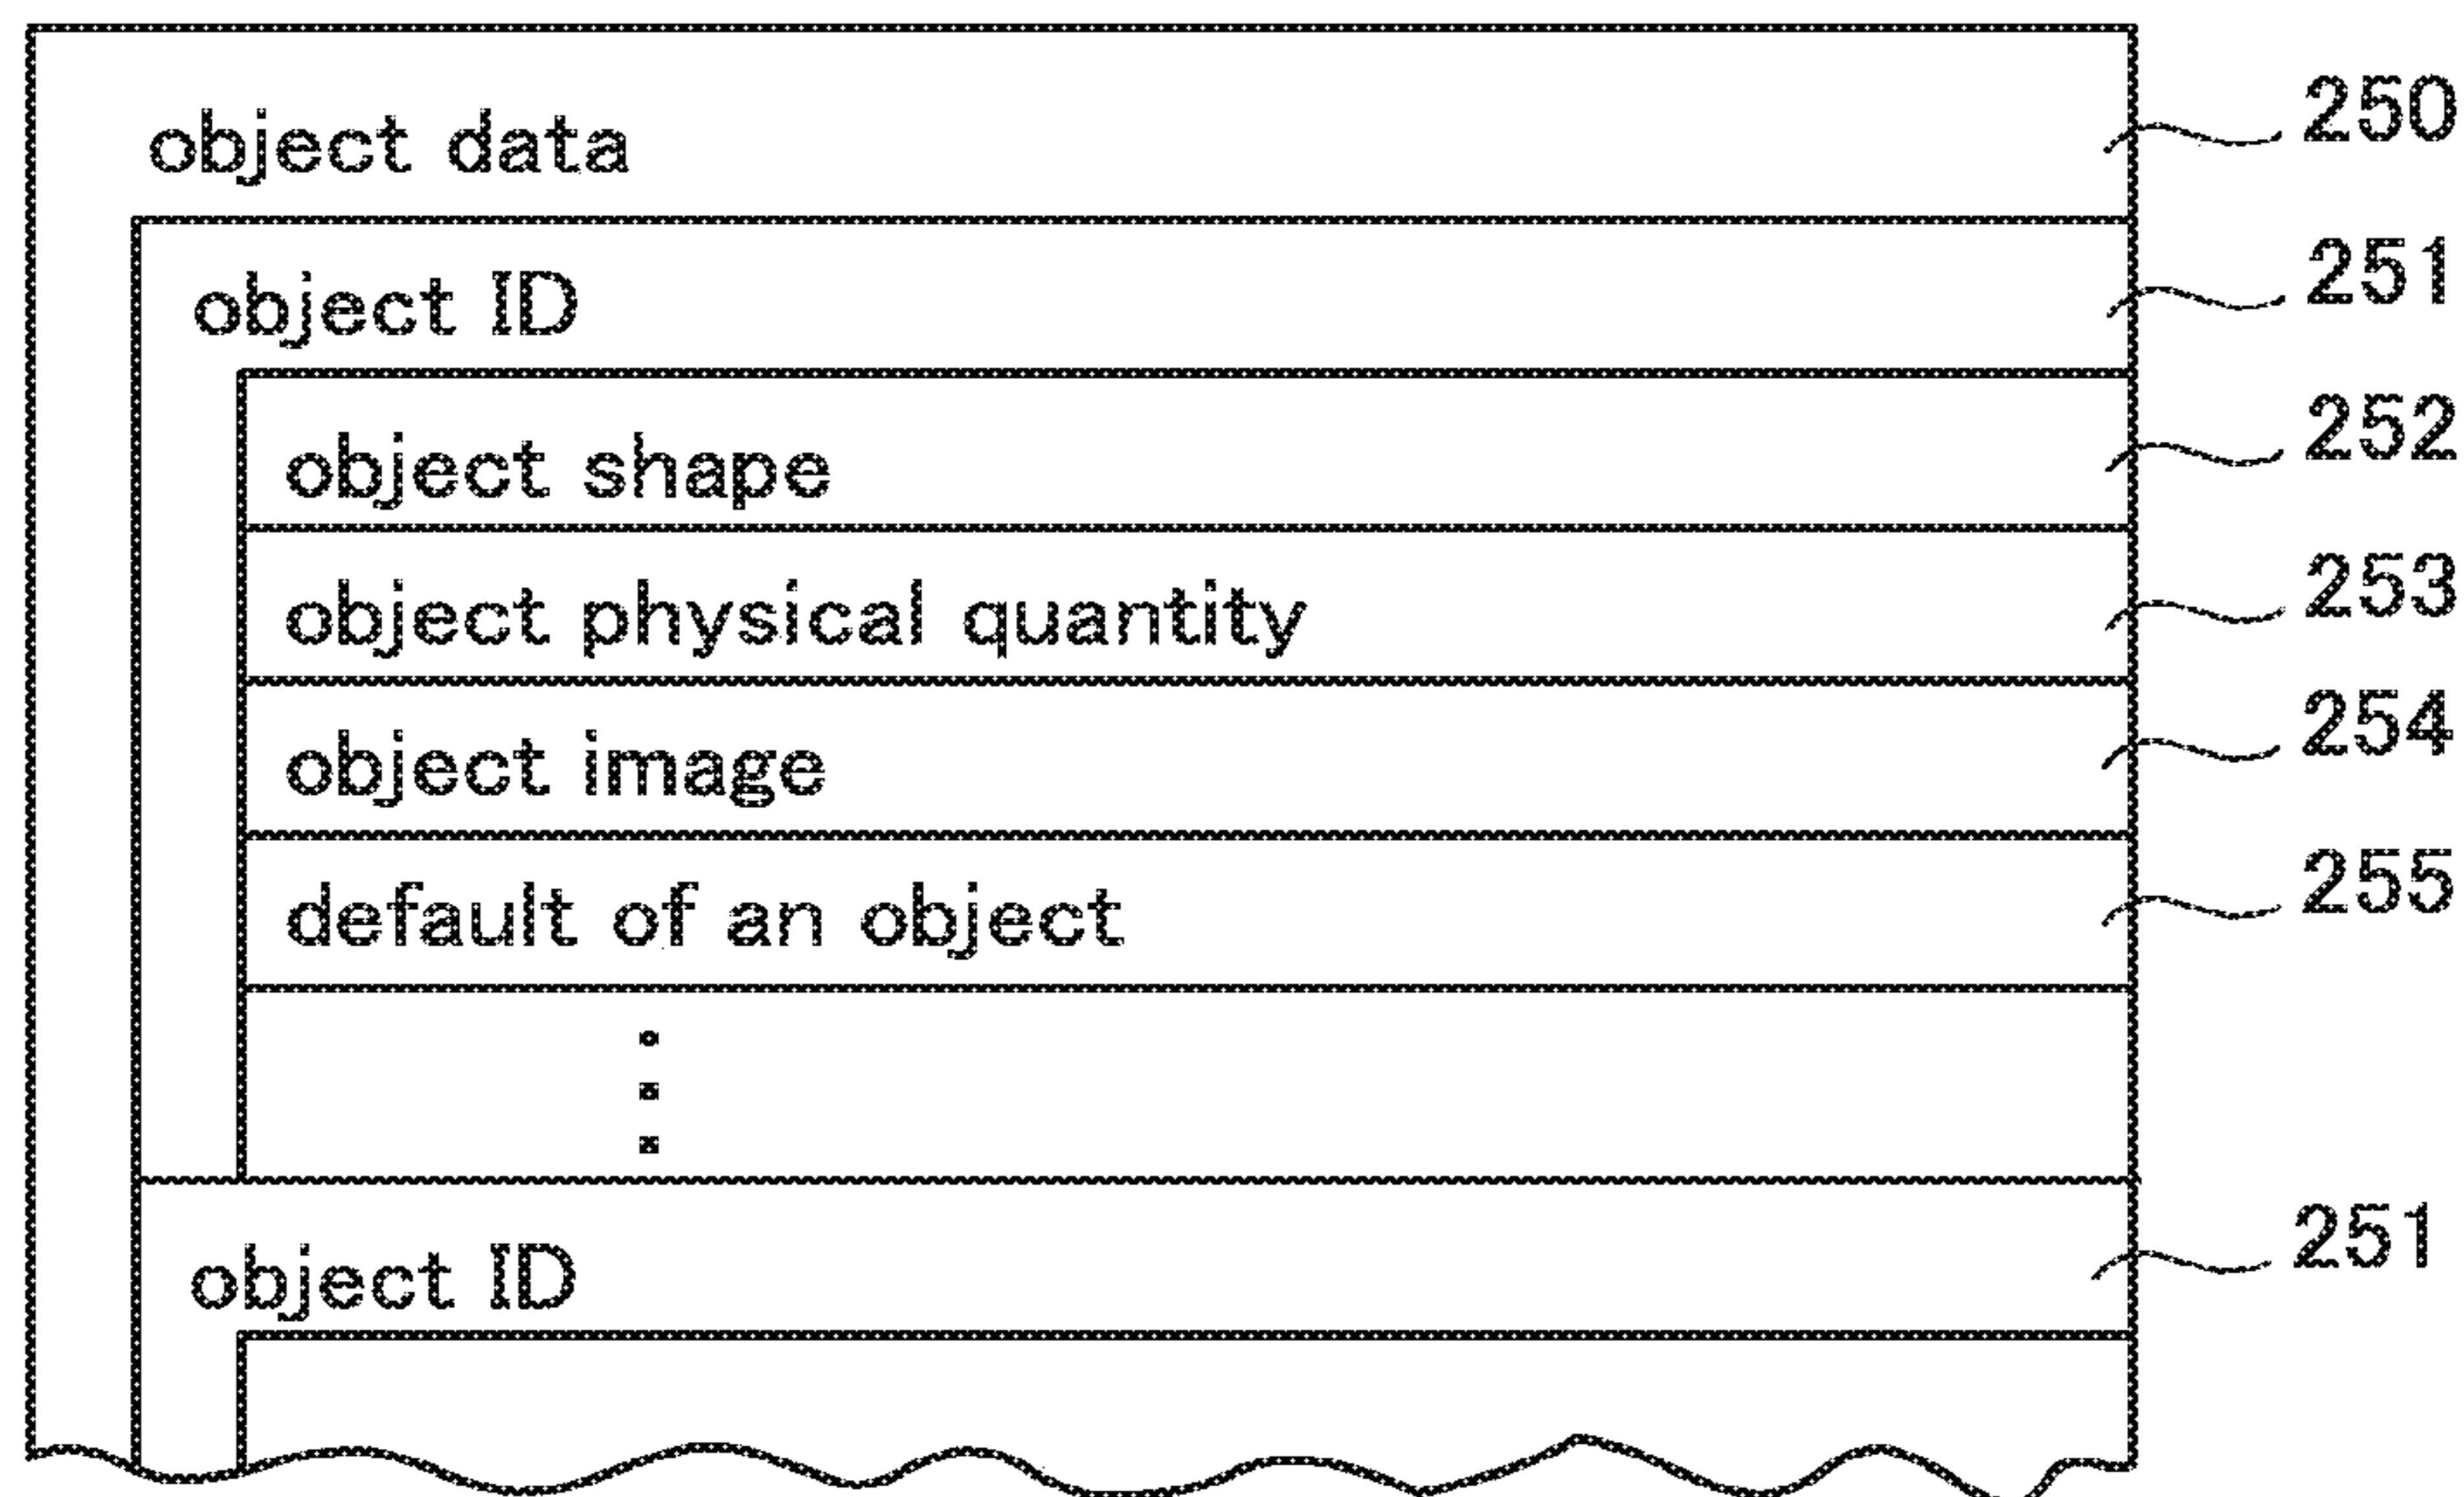 object data 250
object ID 251
object shape 252
object physical quantity 253
object image 254
default of an object 255
object ID 251